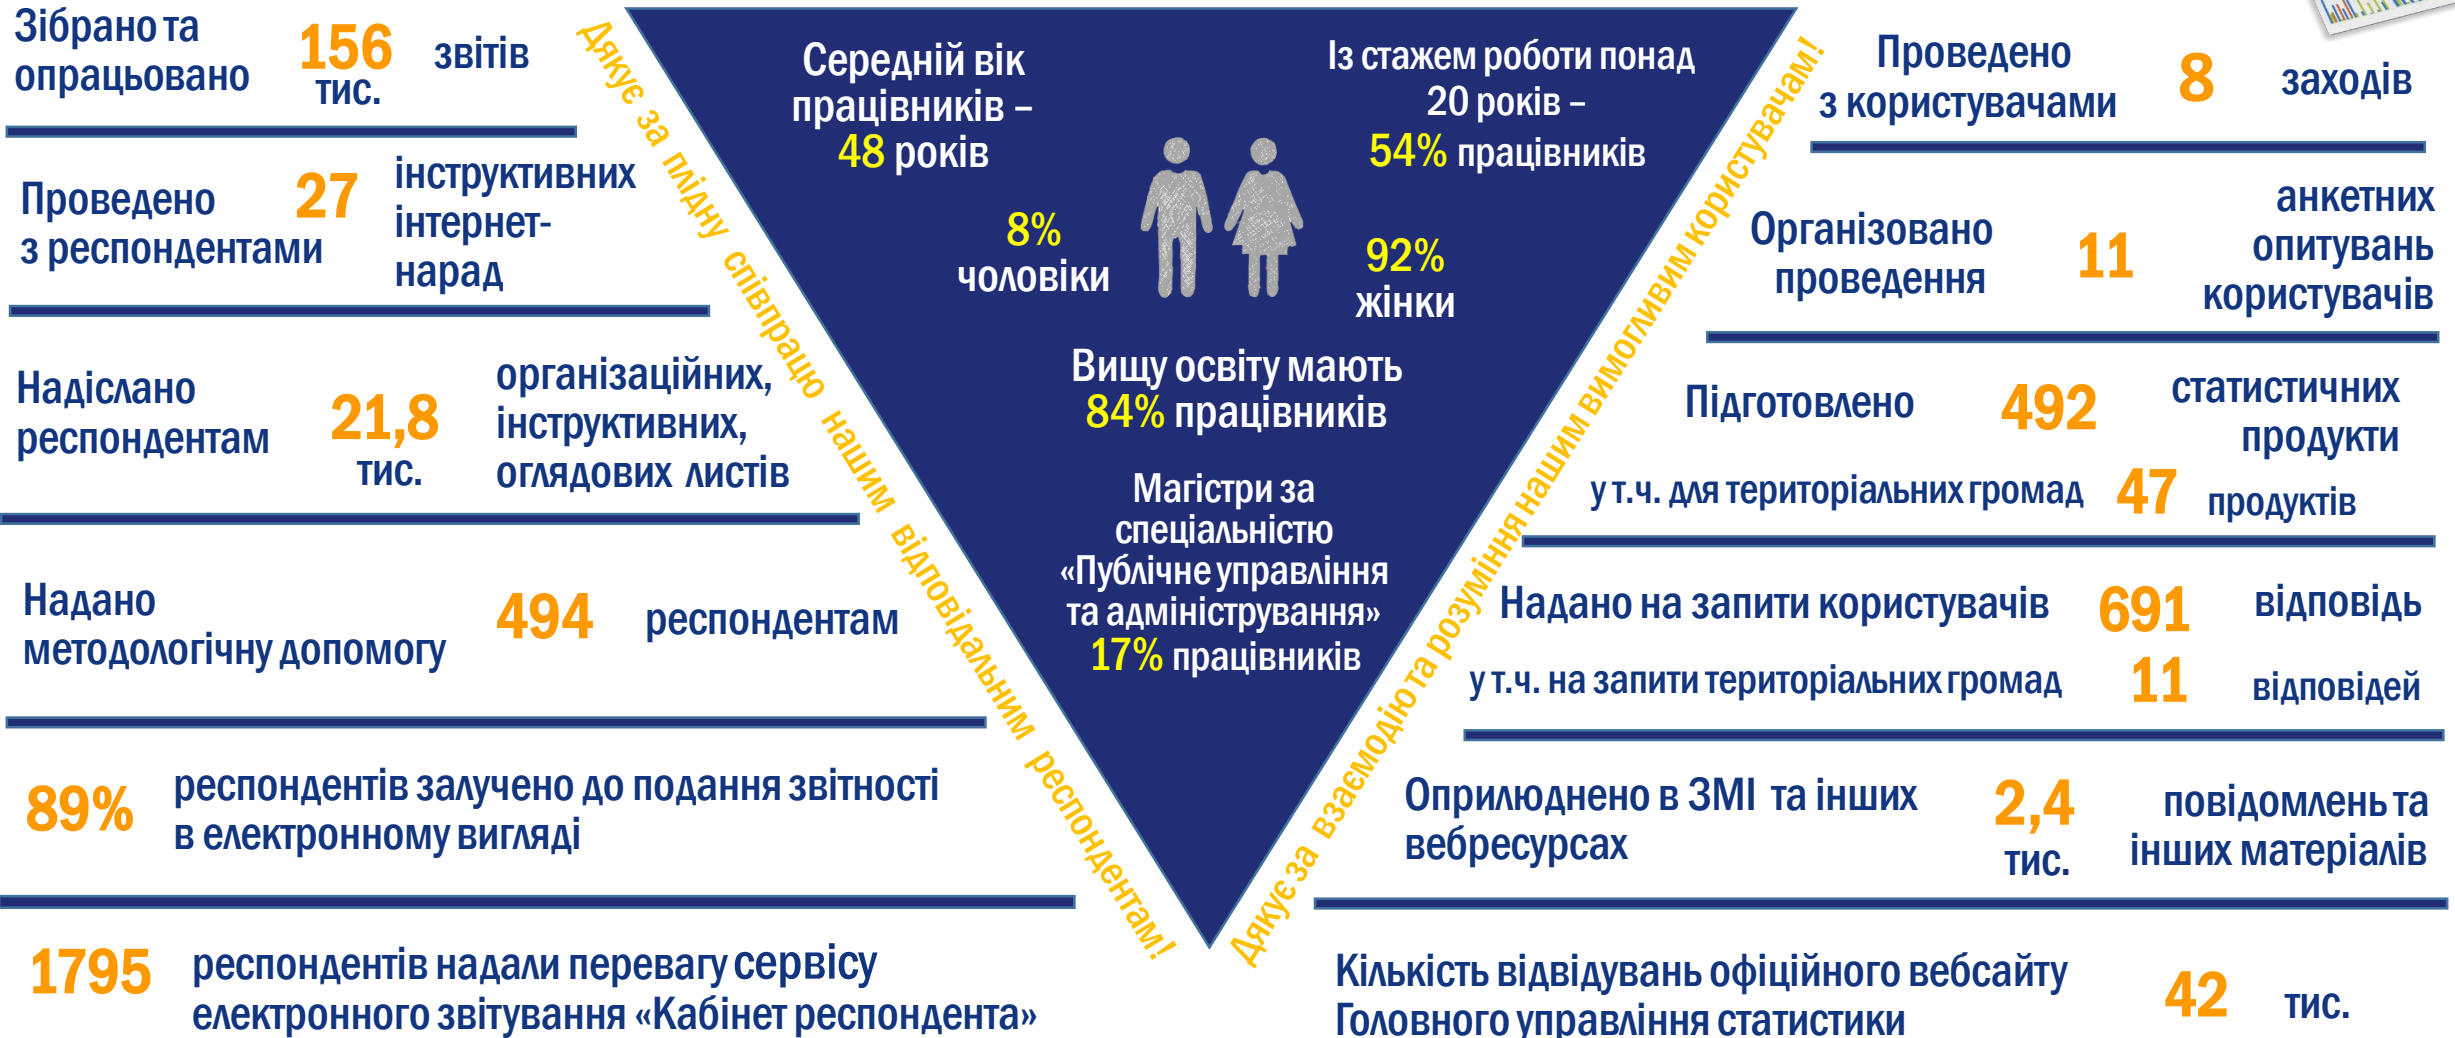 Зібрано та
опрацьовано
156
тис.
звітів
Проведено
з респондентами
27
інструктивних
інтернет-
нарад
Надіслано
респондентам
21,8
тис.
організаційних,
інструктивних,
оглядових листів
Надано
методологічну допомогу
494
респондентам
89%
респондентів залучено до подання звітності
в електронному вигляді
1795
респондентів надали перевагу сервісу
електронного звітування «Кабінет респондента»
Дякує за плідну співпрацю нашим відповідальним респондентам!
Середній вік
працівників –
48 років
Із стажем роботи понад
20 років –
54% працівників
8%
чоловіки
92%
жінки
Вищу освіту мають
84% працівників
Магістри за
спеціальністю
«Публічне управління
та адміністрування»
17% працівників
Дякує за взаємодію та розуміння нашим вимогливим користувачам!
Проведено
з користувачами
8
заходів
Організовано
проведення
11
анкетних
опитувань
користувачів
Підготовлено
492
статистичних
продукти
у т.ч. для територіальних громад 47 продуктів
Надано на запити користувачів 691 відповідь
у т.ч. на запити територіальних громад 11 відповідей
Оприлюднено в ЗМІ та інших
вебресурсах
2,4
тис.
повідомлень та
інших матеріалів
Кількість відвідувань офіційного вебсайту
Головного управління статистики
42 тис.